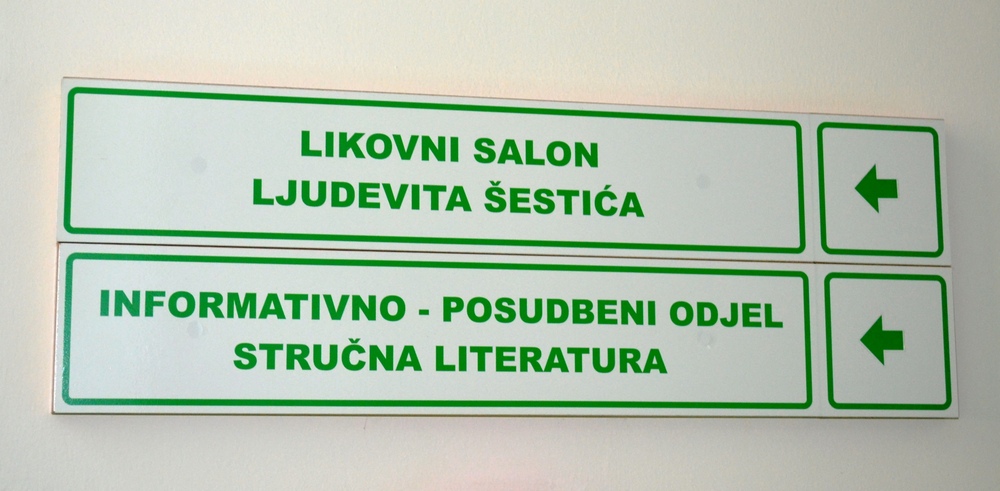 LIKOVNI SALON
LJUDEVITA ŠESTIĆA
INFORMATIVNO - POSUDBENI ODJEL
STRUČNA LITERATURA